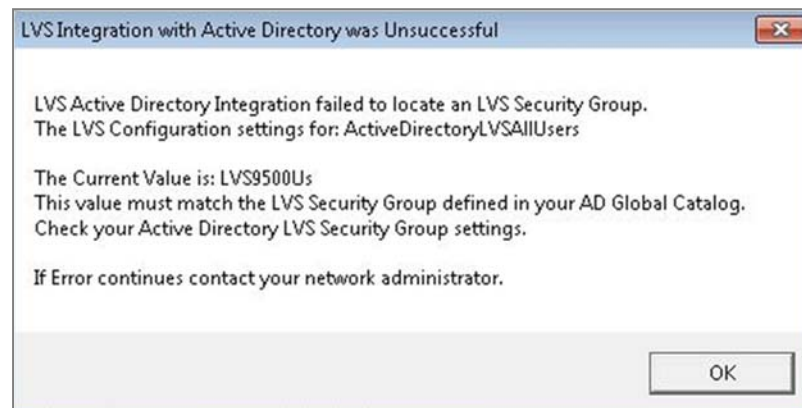 LVS Integration with Active Directory was Unsuccessful
LVS Active Directory Integration failed to locate an LVS Security Group.
The LVS Configuration settings for: ActiveDirectoryLVSAllUsers
The Current Value is: LVS9500Us
This value must match the LVS Security Group defined in your AD Global Catalog.
Check your Active Directory LVS Security Group settings.
If Error continues contact your network administrator.
OK